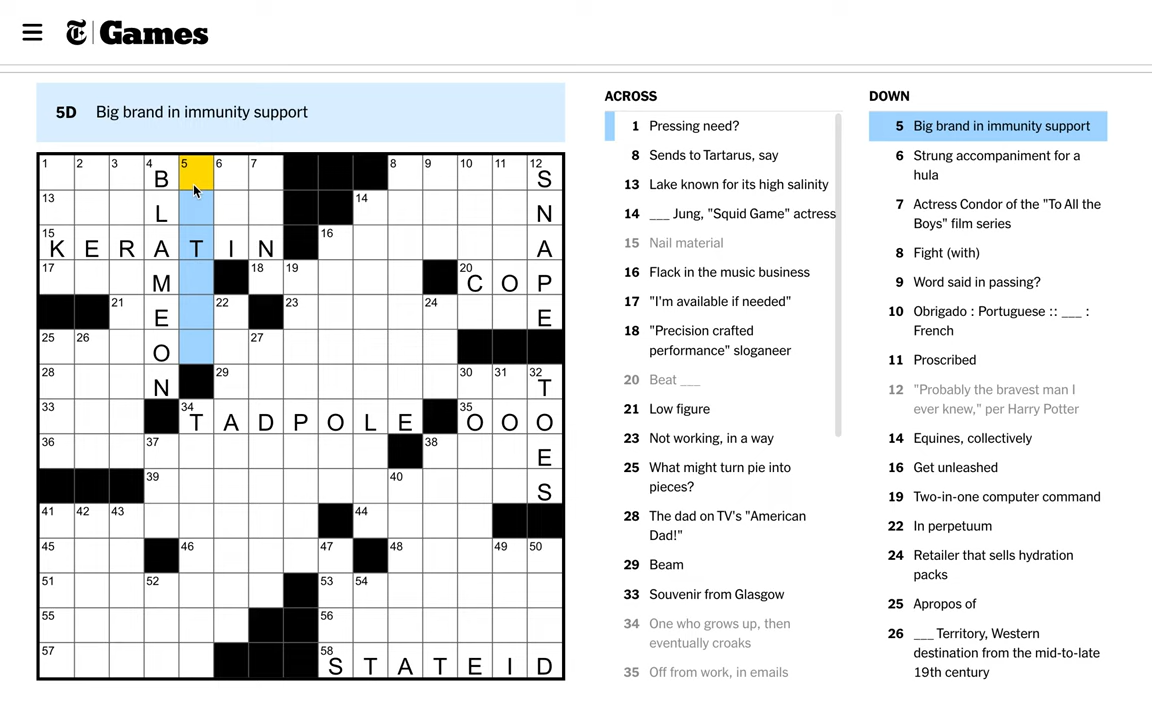 Games
5D Big brand in immunity support
1 2 3 4 B 5 6 7 8 9 10 11 12 S
13 L 14 N
15 K E R A T I N 16 A
17 M 18 19 20 C O P
21 E 22 23 24 E
25 26 O 27
28 N 29 30 31 32 T
33 34 T A D P O L E 35 O O O
36 37 38 E
39 40 S
41 42 43 44
45 46 47 48 49 50
51 52 53 54
55 56
57 58 S T A T E I D
ACROSS
1 Pressing need?
8 Sends to Tartarus, say
13 Lake known for its high salinity
14 ___ Jung, "Squid Game" actress
15 Nail material
16 Flack in the music business
17 "I'm available if needed"
18 "Precision crafted
performance" sloganeer
20 Beat ___
21 Low figure
23 Not working, in a way
25 What might turn pie into
pieces?
28 The dad on TV's "American
Dad!"
29 Beam
33 Souvenir from Glasgow
34 One who grows up, then
eventually croaks
35 Off from work, in emails
DOWN
5 Big brand in immunity support
6 Strung accompaniment for a
hula
7 Actress Condor of the "To All the
Boys" film series
8 Fight (with)
9 Word said in passing?
10 Obrigado : Portuguese :: ___ :
French
11 Proscribed
12 "Probably the bravest man I
ever knew," per Harry Potter
14 Equines, collectively
16 Get unleashed
19 Two-in-one computer command
22 In perpetuum
24 Retailer that sells hydration
packs
25 Apropos of
26 ___ Territory, Western
destination from the mid-to-late
19th century